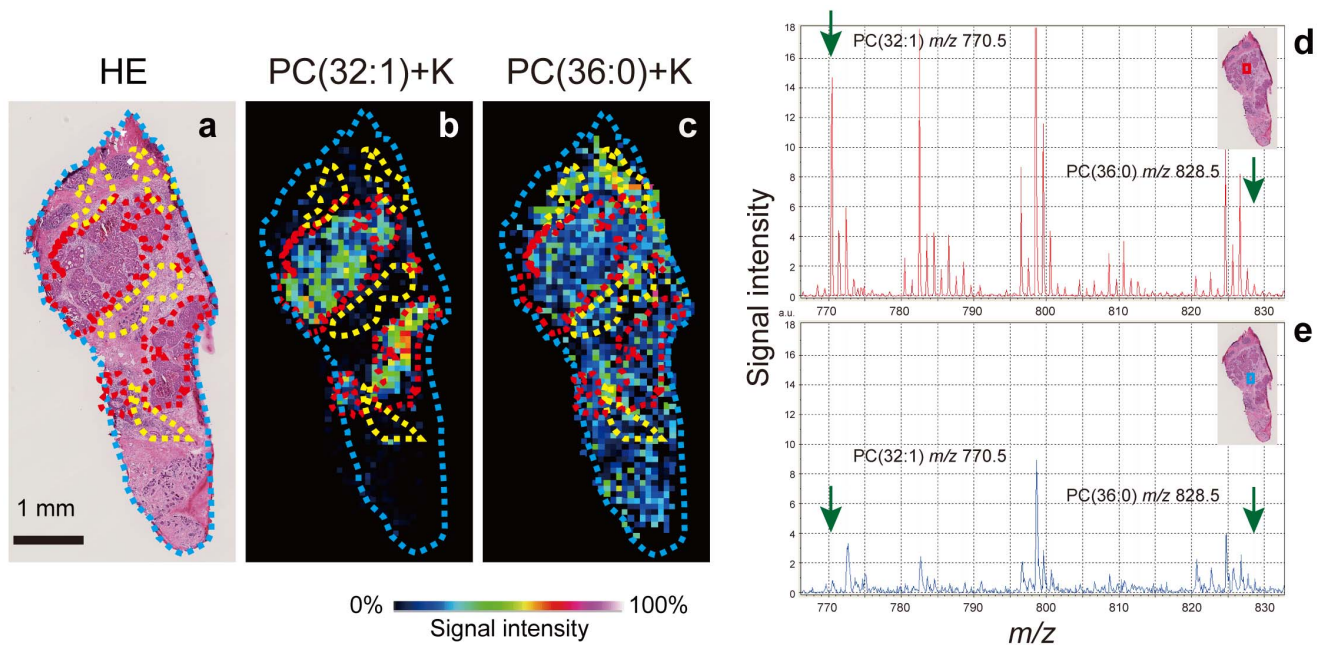 HE
PC(32:1)+K
PC(36:0)+K
a
b
c
1 mm
0%
100%
Signal intensity
d
PC(32:1) m/z 770.5
PC(36:0) m/z 828.5
18
16
14
12
10
8
6
4
2
0
a.u.
770
780
790
800
810
820
830
Signal intensity
e
PC(32:1) m/z 770.5
PC(36:0) m/z 828.5
18
16
14
12
10
8
6
4
2
0
770
780
790
800
810
820
830
m/z